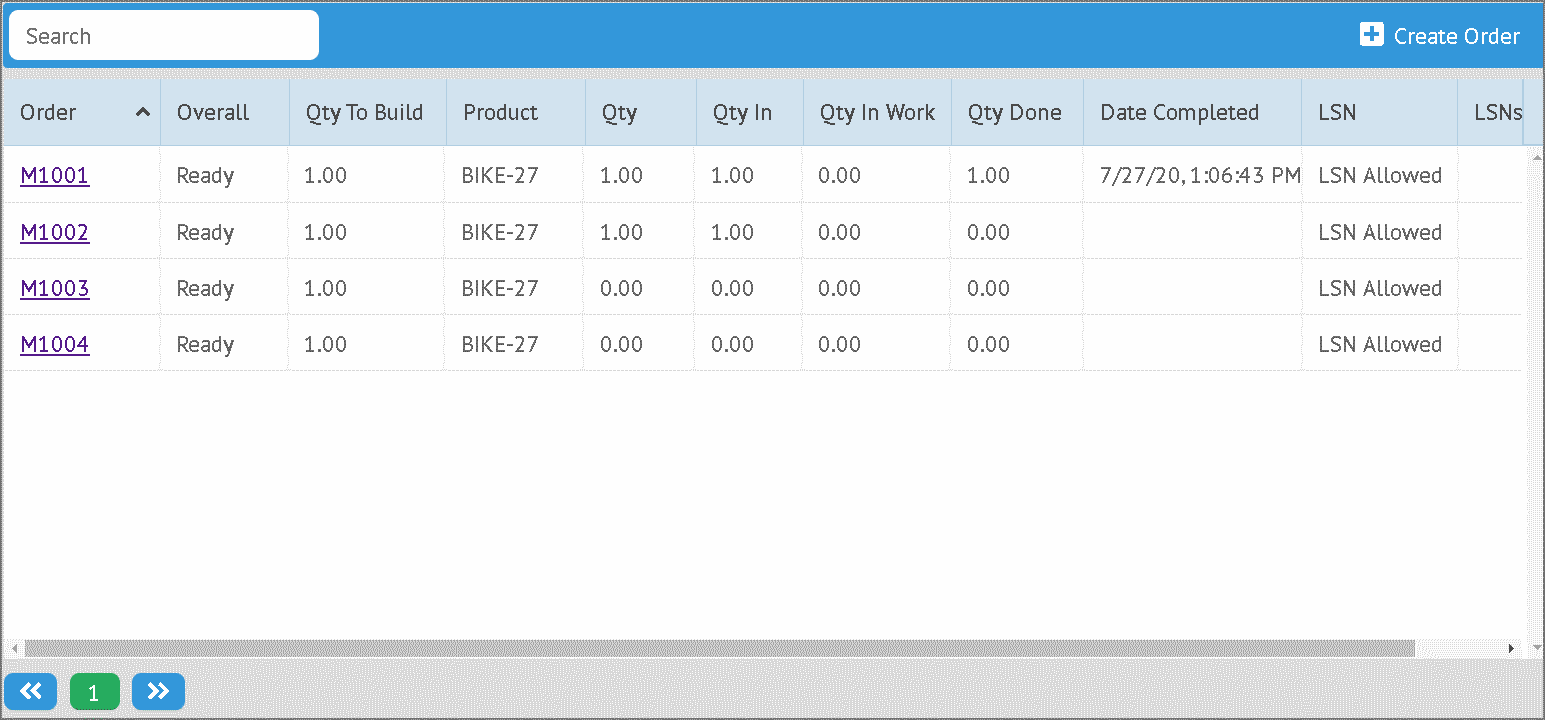 Search Create Order
Order Overall Qty To Build Product Qty Qty In Qty In Work Qty Done Date Completed LSN LSNs
M1001 Ready 1.00 BIKE-27 1.00 1.00 0.00 1.00 7/27/20, 1:06:43 PM LSN Allowed
M1002 Ready 1.00 BIKE-27 1.00 1.00 0.00 0.00 LSN Allowed
M1003 Ready 1.00 BIKE-27 0.00 0.00 0.00 0.00 LSN Allowed
M1004 Ready 1.00 BIKE-27 0.00 0.00 0.00 0.00 LSN Allowed
1